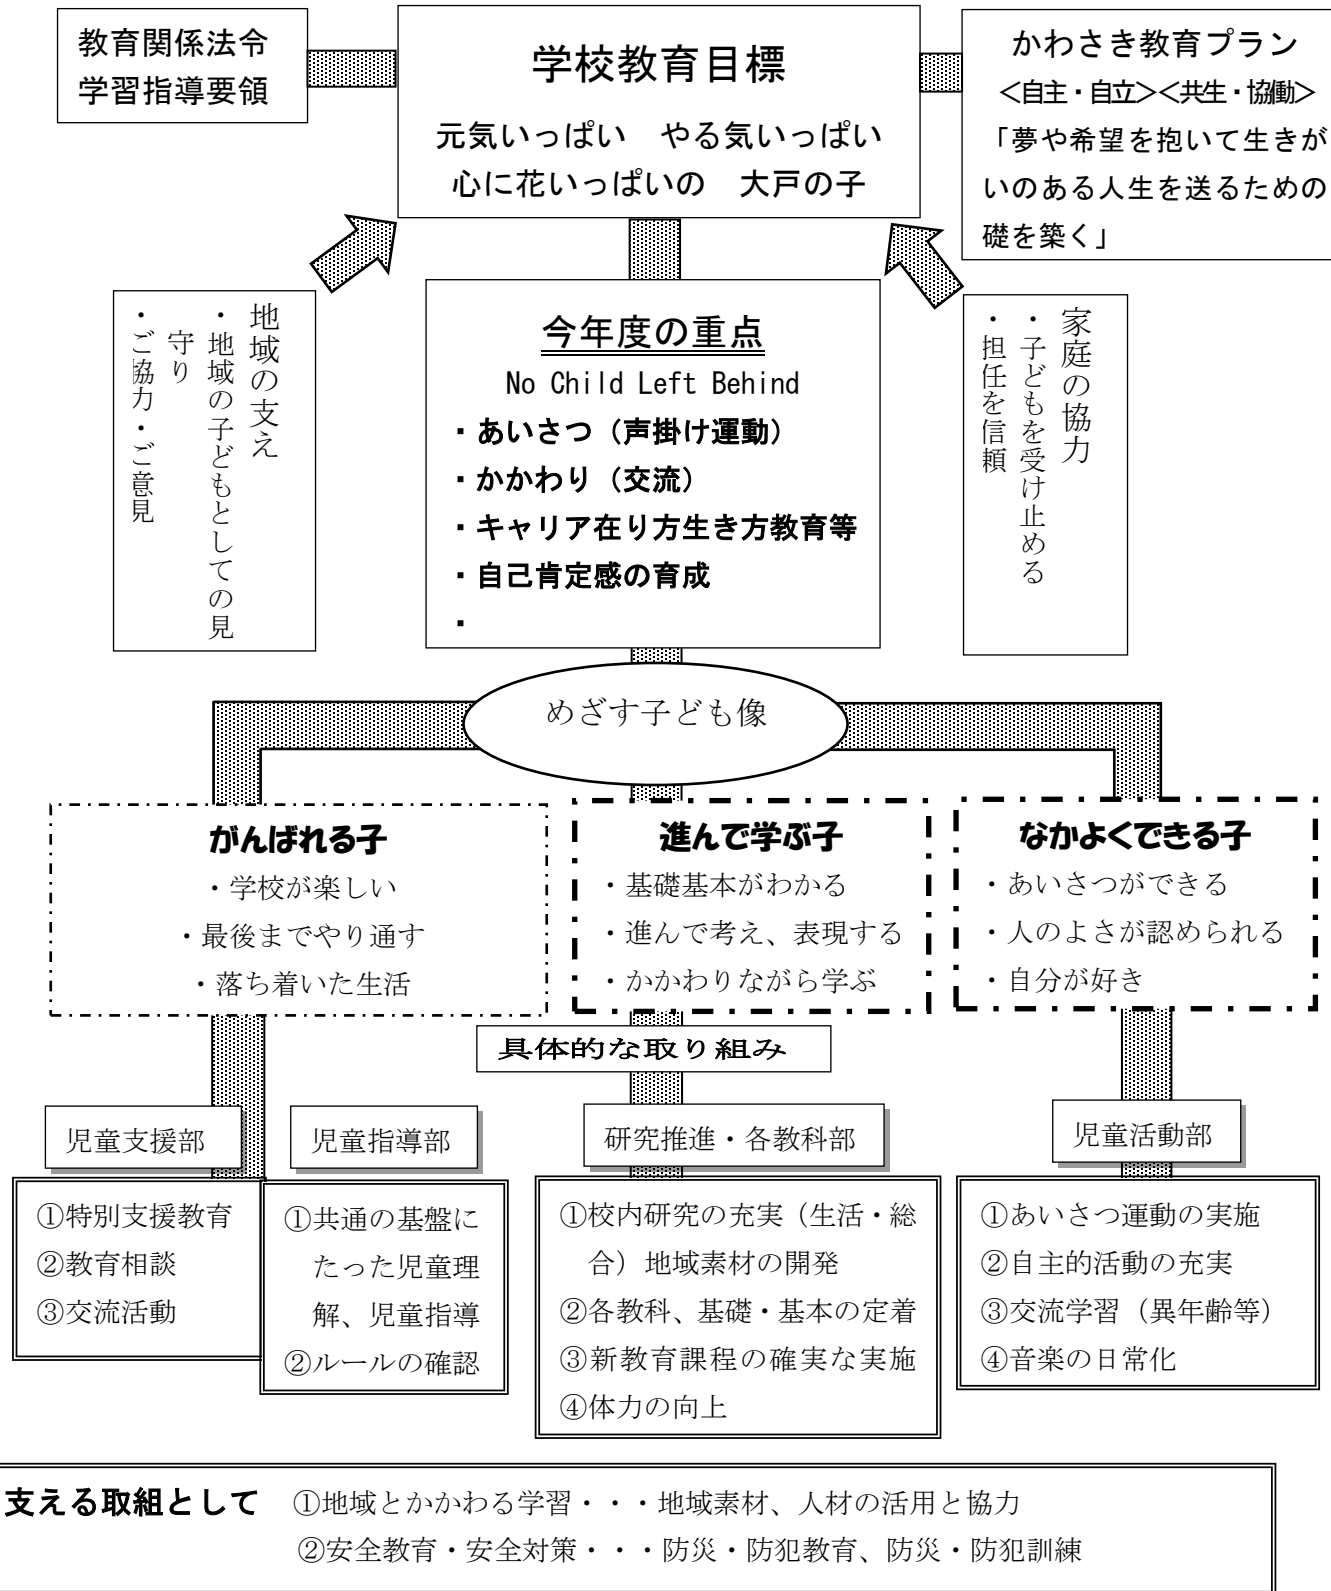 教育関係法令
学習指導要領
学校教育目標
元気いっぱい　やる気いっぱい
心に花いっぱいの　大戸の子
かわさき教育プラン
<自主・自立><共生・協働>
「夢や希望を抱いて生きが
いのある人生を送るための
礎を築く」
地域の支え
・地域の子どもとしての見
守り
・ご協力・ご意見
今年度の重点
No Child Left Behind
・あいさつ（声掛け運動）
・かかわり（交流）
・キャリア在り方生き方教育等
・自己肯定感の育成
・
家庭の協力
・子どもを受け止める
・担任を信頼
めざす子ども像
がんばれる子
・学校が楽しい
・最後までやり通す
・落ち着いた生活
進んで学ぶ子
・基礎基本がわかる
・進んで考え、表現する
・かかわりながら学ぶ
なかよくできる子
・あいさつができる
・人のよさが認められる
・自分が好き
具体的な取り組み
児童支援部
①特別支援教育
②教育相談
③交流活動
児童指導部
①共通の基盤に
たった児童理
解、児童指導
②ルールの確認
研究推進・各教科部
①校内研究の充実（生活・総
合）地域素材の開発
②各教科、基礎・基本の定着
③新教育課程の確実な実施
④体力の向上
児童活動部
①あいさつ運動の実施
②自主的活動の充実
③交流学習（異年齢等）
④音楽の日常化
支える取組として　①地域とかかわる学習・・・地域素材、人材の活用と協力
②安全教育・安全対策・・・防災・防犯教育、防災・防犯訓練